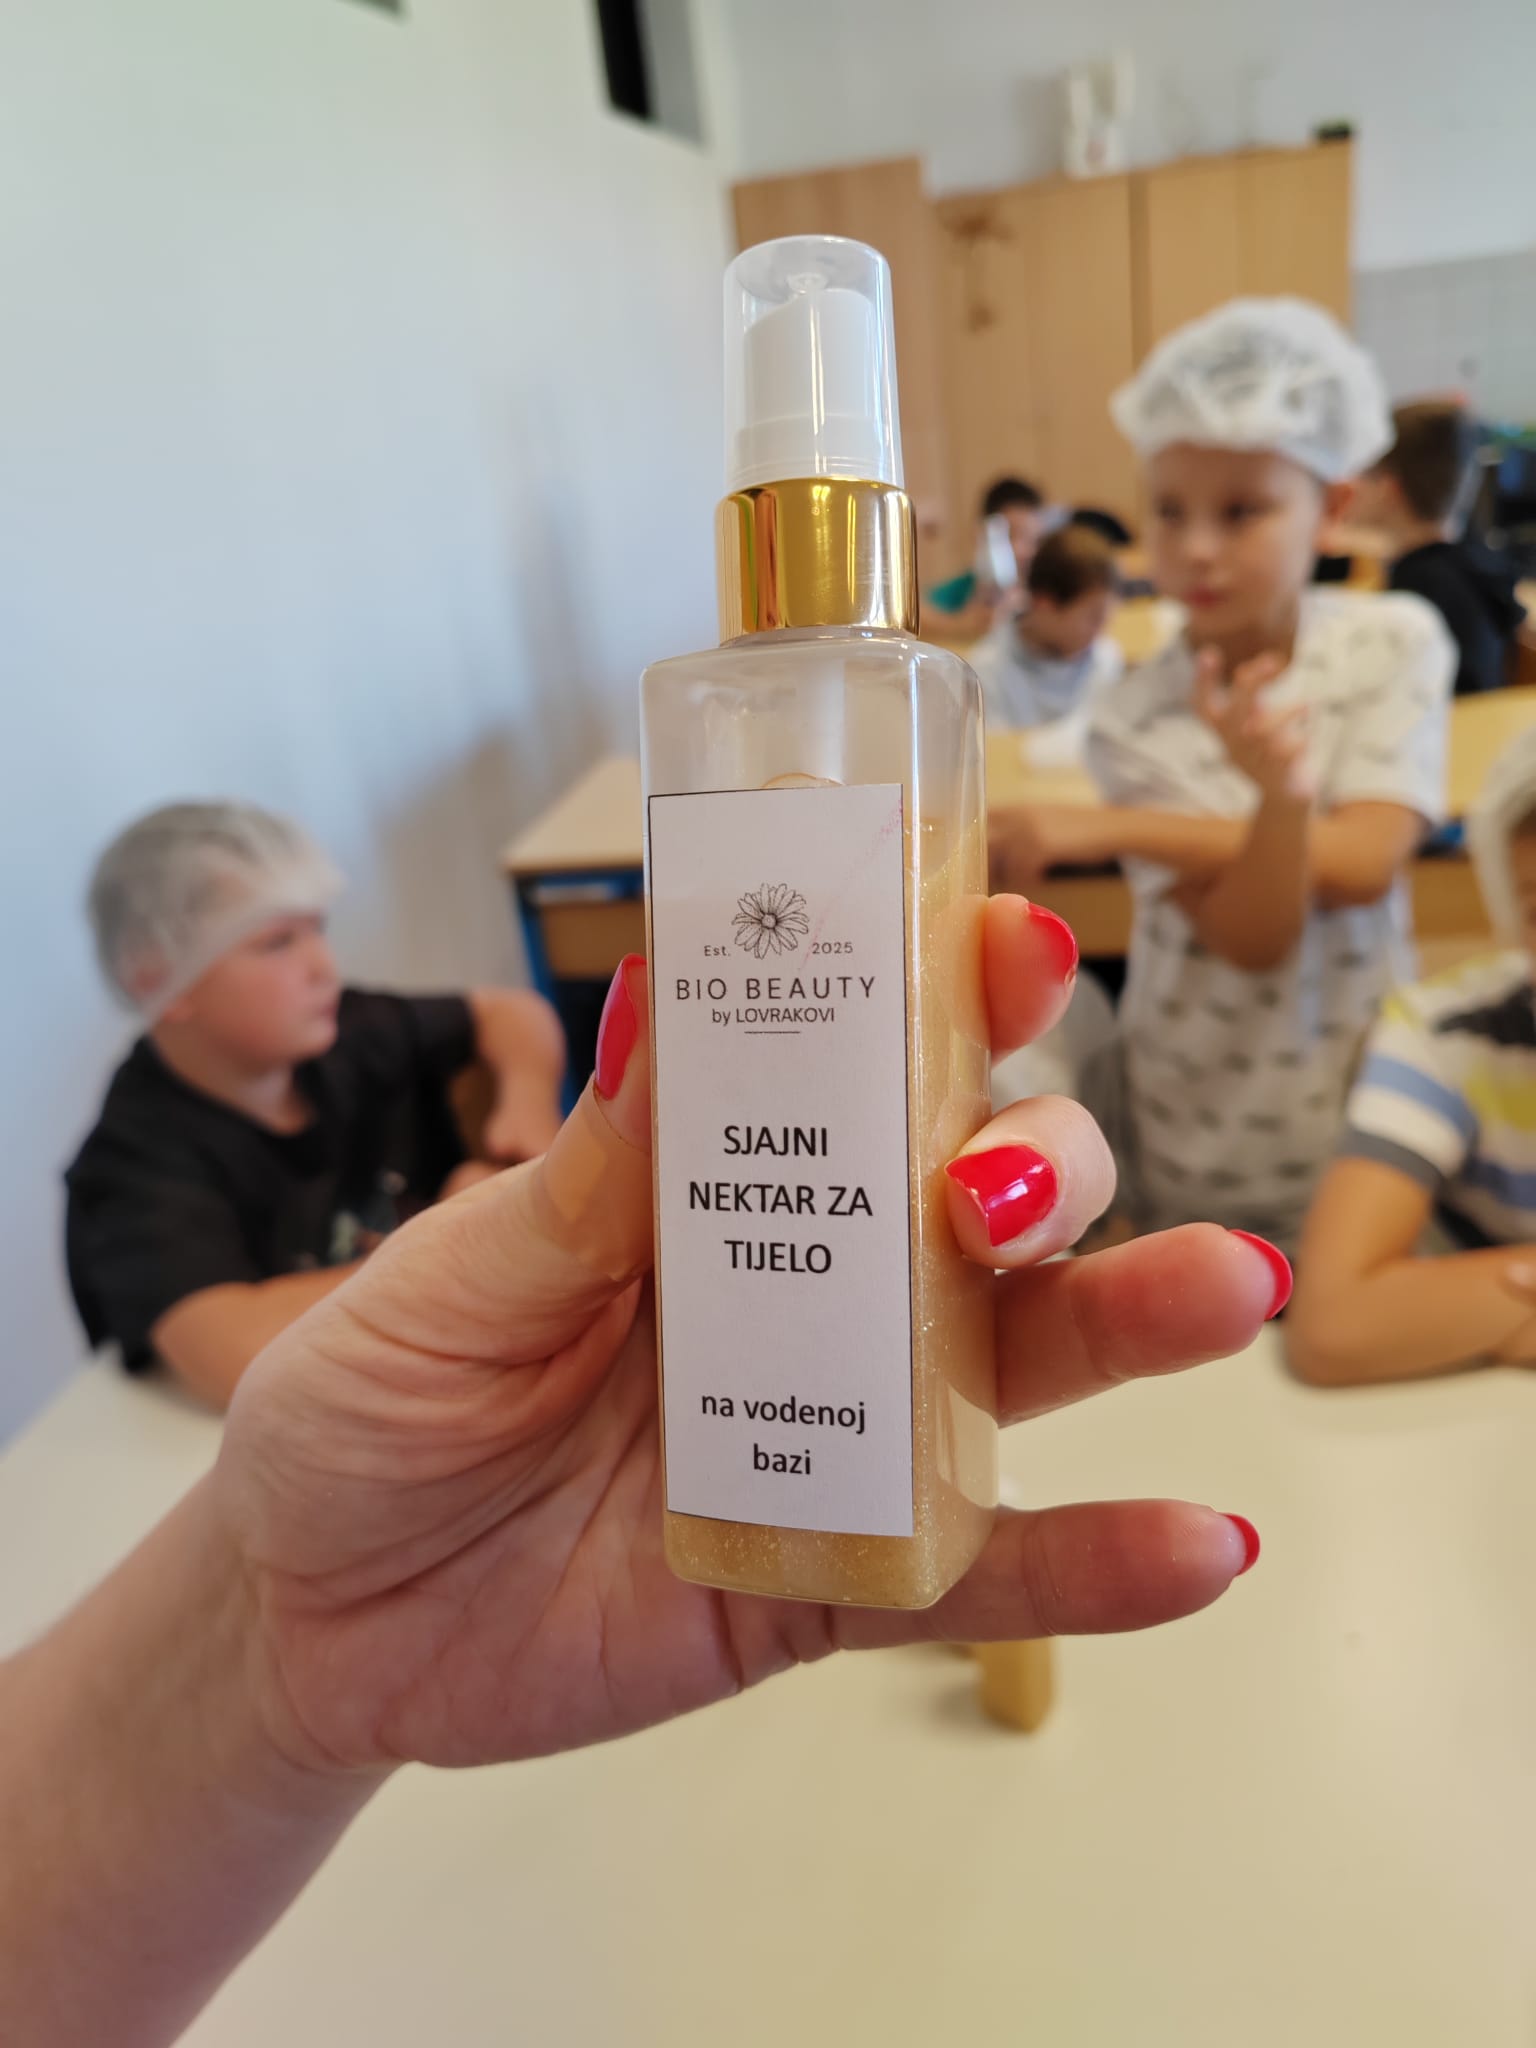 Est. 2025
BIO BEAUTY
by LOVRAKOVI
SJAJNI
NEKTAR ZA
TIJELO
na vodenoj
bazi